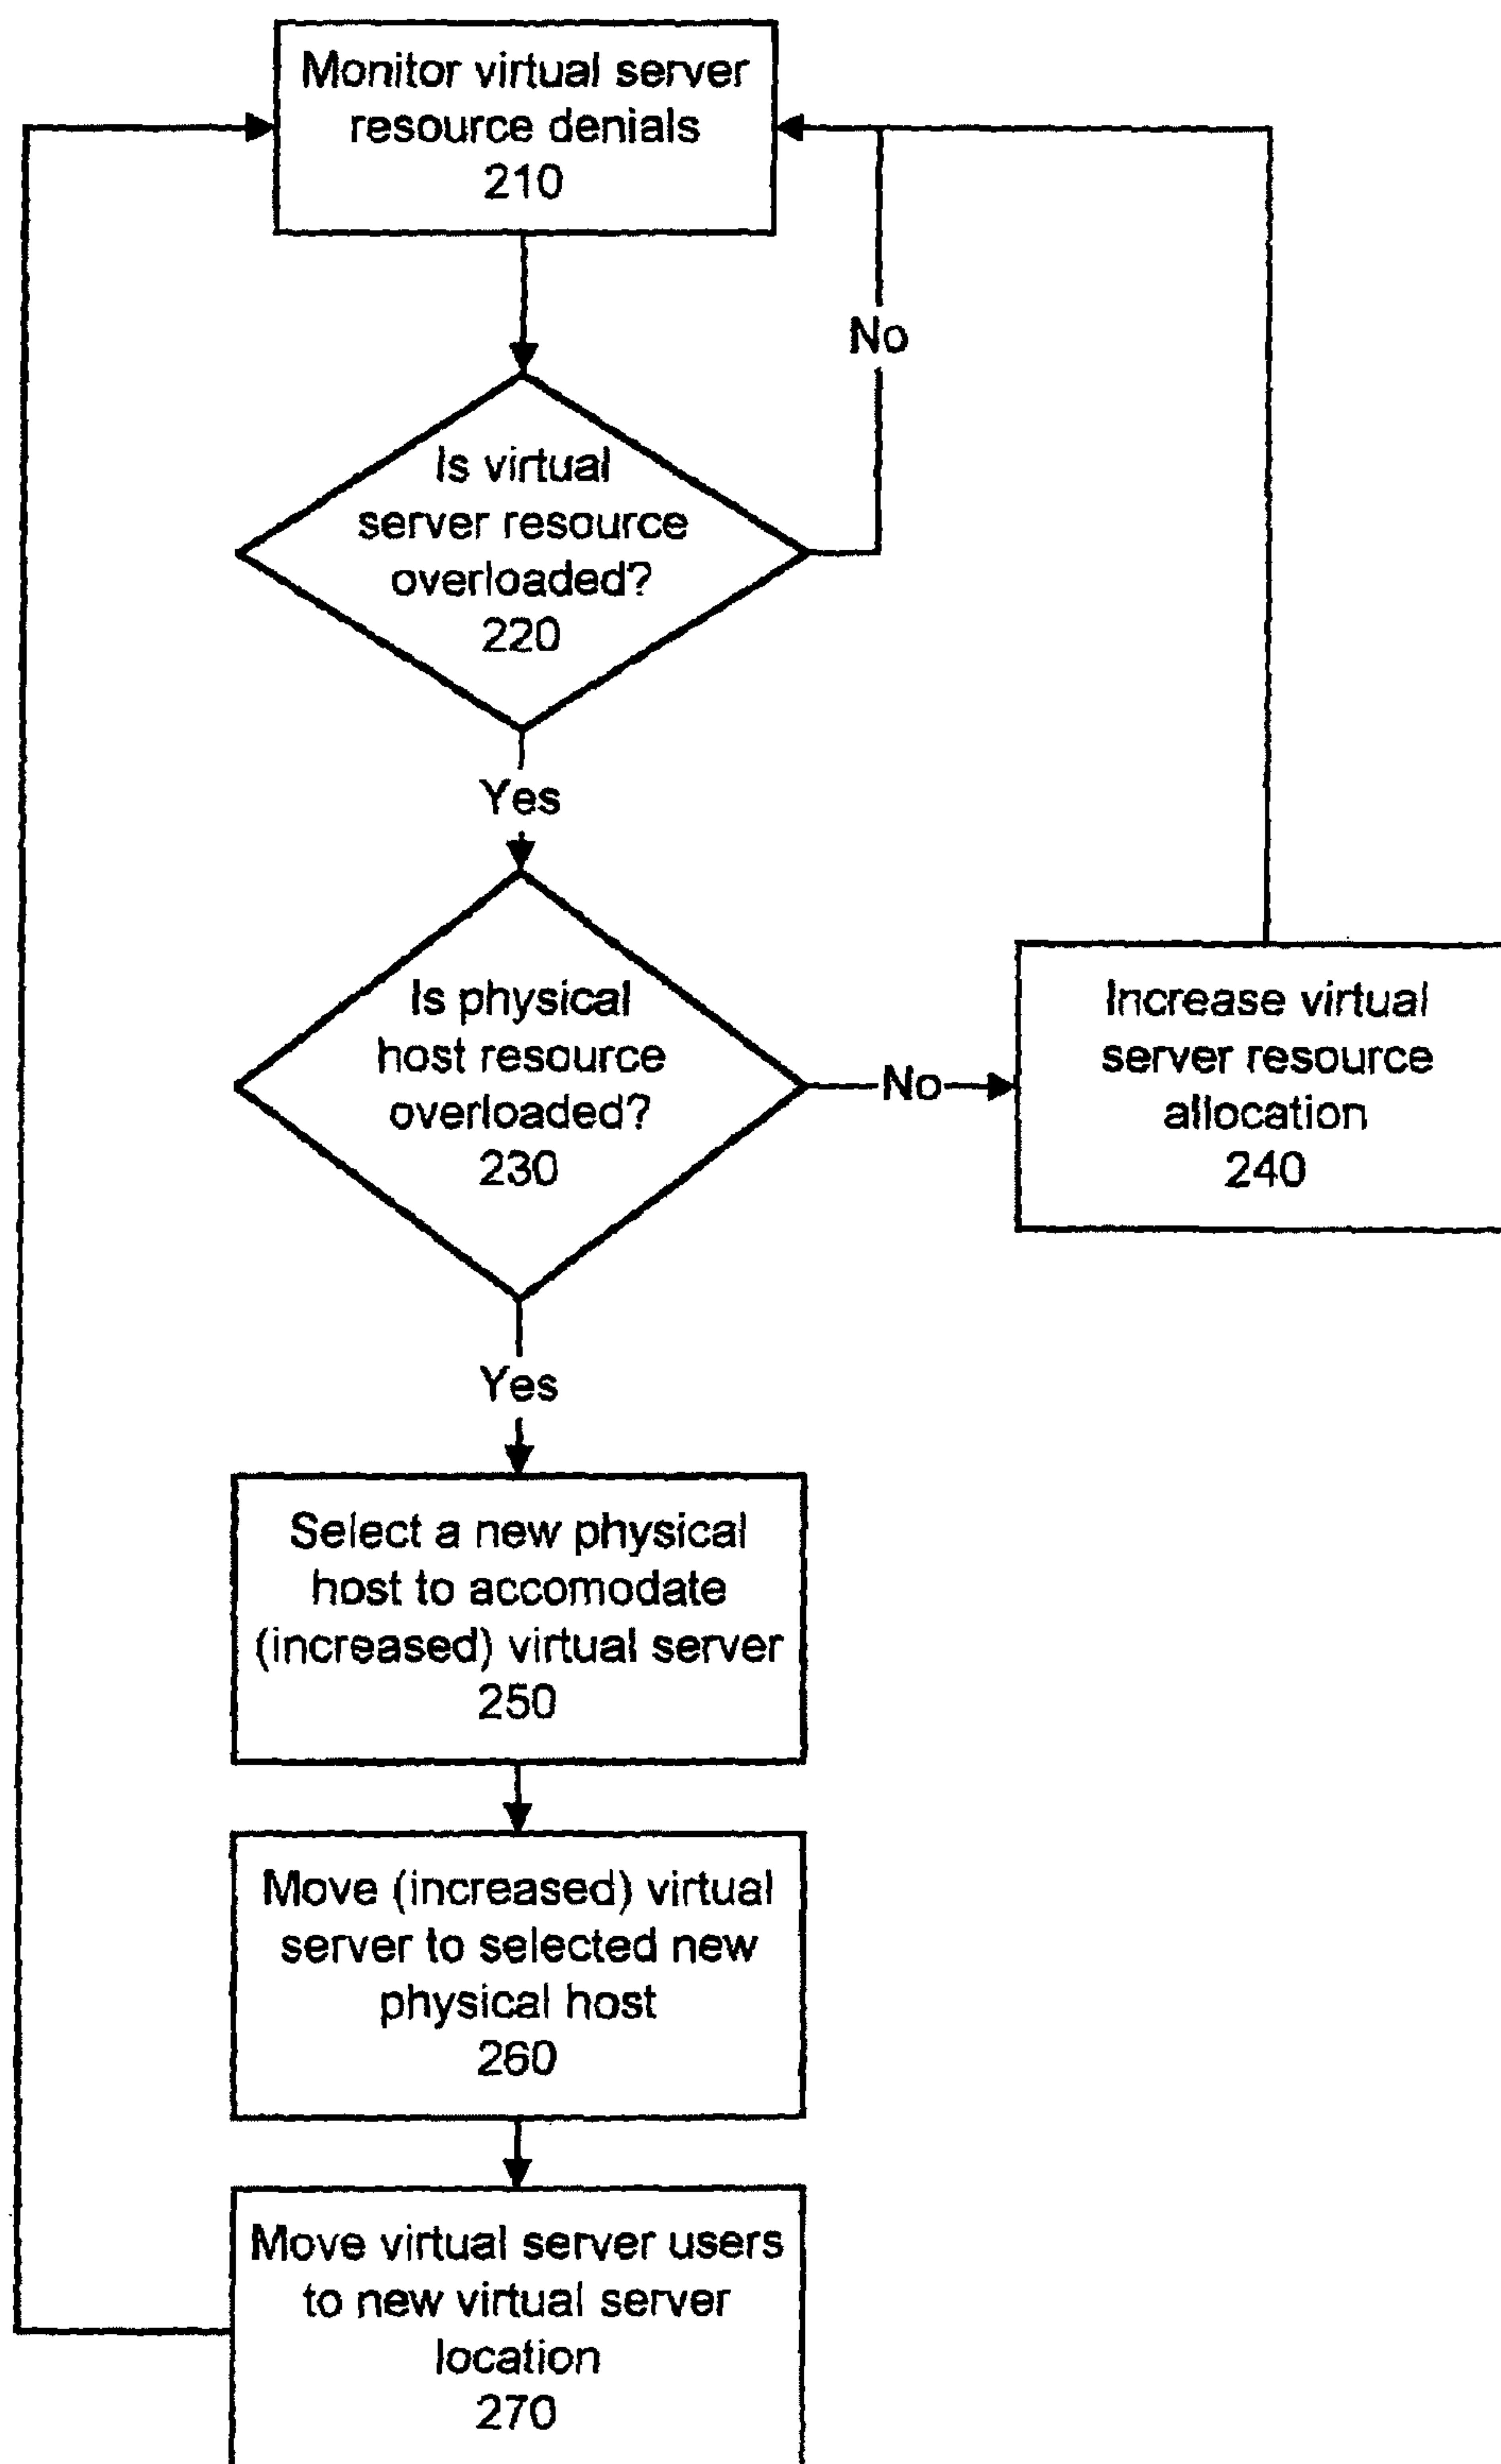 Monitor virtual server
resource denials
210
No
Is virtual
server resource
overloaded?
220
Yes
Is physical
host resource
overloaded?
230
No
Increase virtual
server resource
allocation
240
Yes
Select a new physical
host to accomodate
(increased) virtual server
250
Move (increased) virtual
server to selected new
physical host
260
Move virtual server users
to new virtual server
location
270